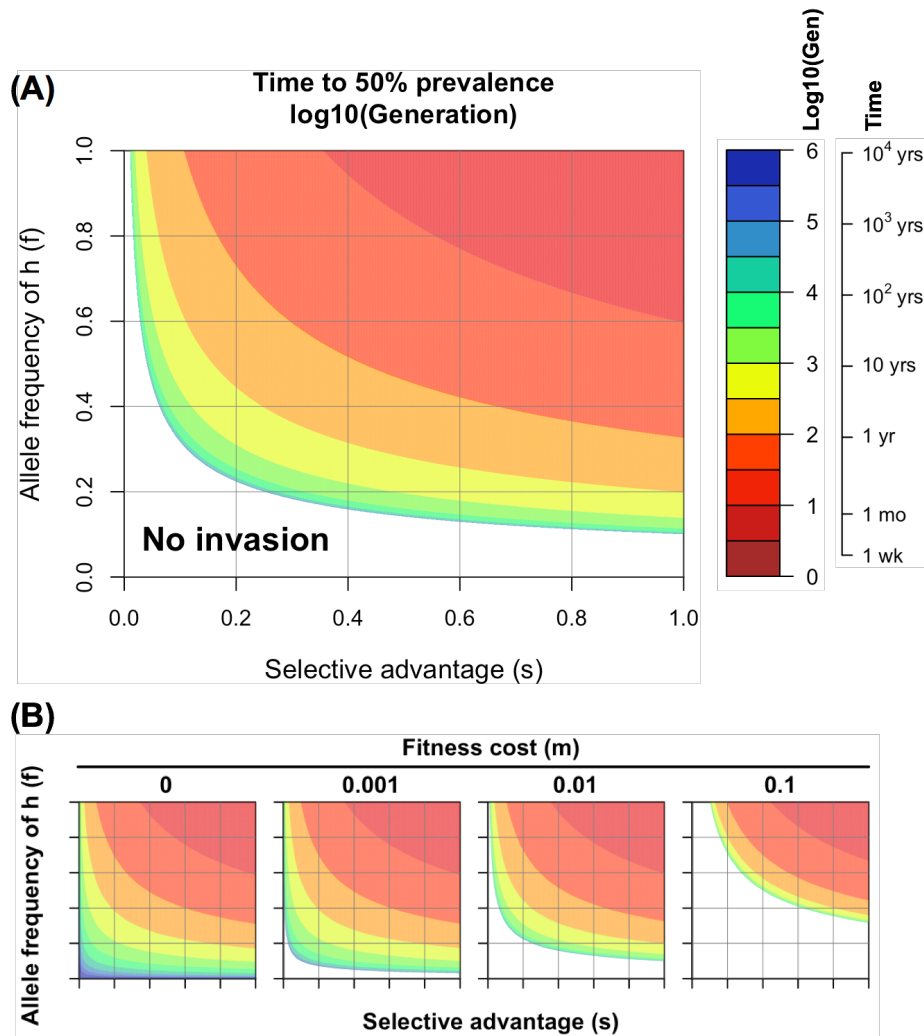 (A)
Time to 50% prevalence
log10(Generation)
Allele frequency of h (f)
1.0
0.8
0.6
0.4
0.2
0.0
No invasion
0.0 0.2 0.4 0.6 0.8 1.0
Selective advantage (s)
Log10(Gen)
6
5
4
3
2
1
0
Time
10⁴ yrs
10³ yrs
10² yrs
10 yrs
1 yr
1 mo
1 wk
(B)
Fitness cost (m)
0 0.001 0.01 0.1
Allele frequency of h (f)
Selective advantage (s)